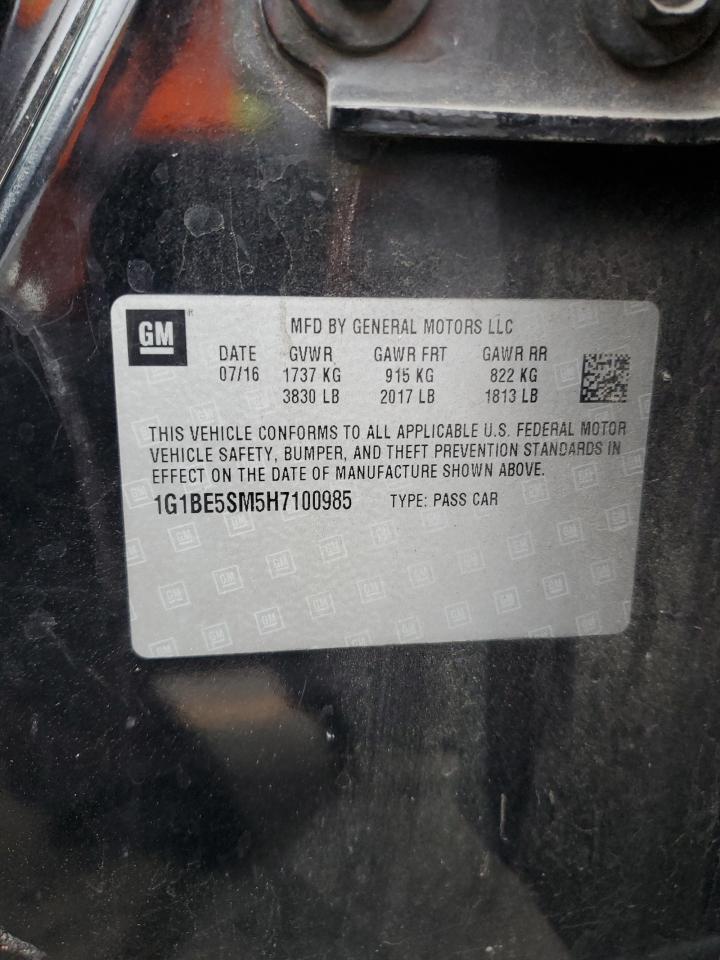 GM ® MFD BY GENERAL MOTORS LLC
DATE GVWR GAWR FRT GAWR RR
07/16 1737 KG 915 KG 822 KG
3830 LB 2017 LB 1813 LB
THIS VEHICLE CONFORMS TO ALL APPLICABLE U.S. FEDERAL MOTOR
VEHICLE SAFETY, BUMPER, AND THEFT PREVENTION STANDARDS IN
EFFECT ON THE DATE OF MANUFACTURE SHOWN ABOVE.
1G1BE5SM5H7100985 TYPE: PASS CAR